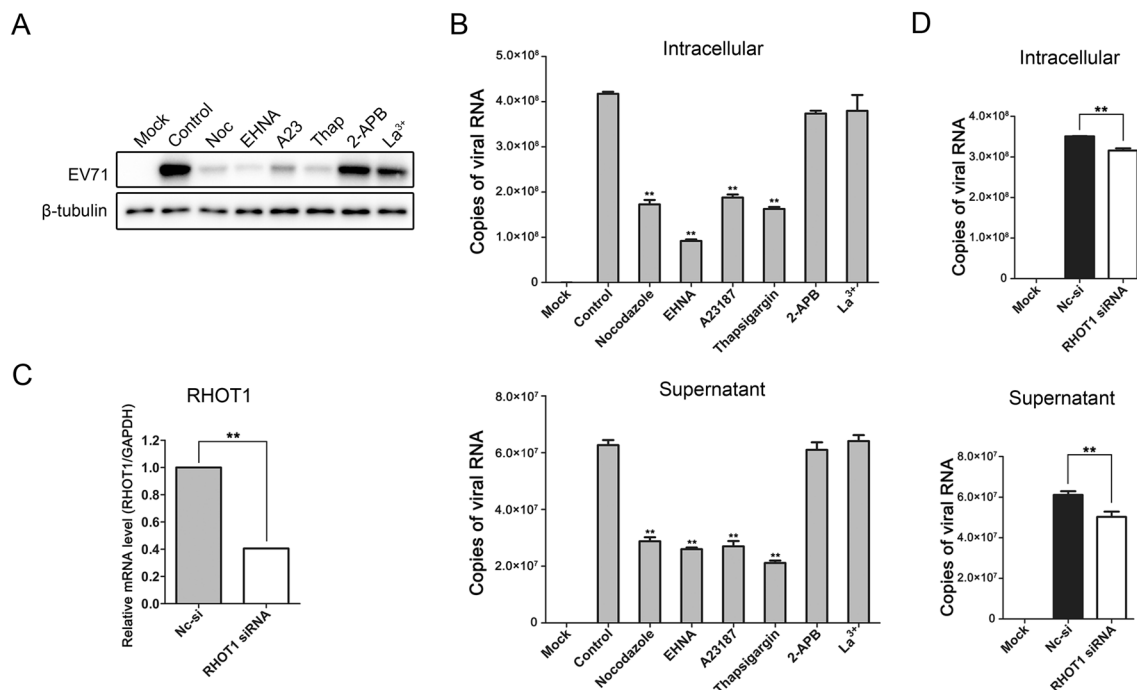 A
Mock
Control
Noc
EHNA
A23
Thap
2-APB
La³⁺
EV71
β-tubulin
B
Intracellular
Copies of viral RNA
5.0×10⁸
4.0×10⁸
3.0×10⁸
2.0×10⁸
1.0×10⁸
0
**
**
**
**
Mock
Control
Nocodazole
EHNA
A23187
Thapsigargin
2-APB
La³⁺
Supernatant
Copies of viral RNA
8.0×10⁷
6.0×10⁷
4.0×10⁷
2.0×10⁷
0
**
**
**
**
Mock
Control
Nocodazole
EHNA
A23187
Thapsigargin
2-APB
La³⁺
C
RHOT1
Relative mRNA level (RHOT1/GAPDH)
1.2
1.0
0.8
0.6
0.4
0.2
0.0
**
Nc-si
RHOT1 siRNA
D
Intracellular
Copies of viral RNA
4.0×10⁸
3.0×10⁸
2.0×10⁸
1.0×10⁸
0
**
Mock
Nc-si
RHOT1 siRNA
Supernatant
Copies of viral RNA
8.0×10⁷
6.0×10⁷
4.0×10⁷
2.0×10⁷
0
**
Mock
Nc-si
RHOT1 siRNA